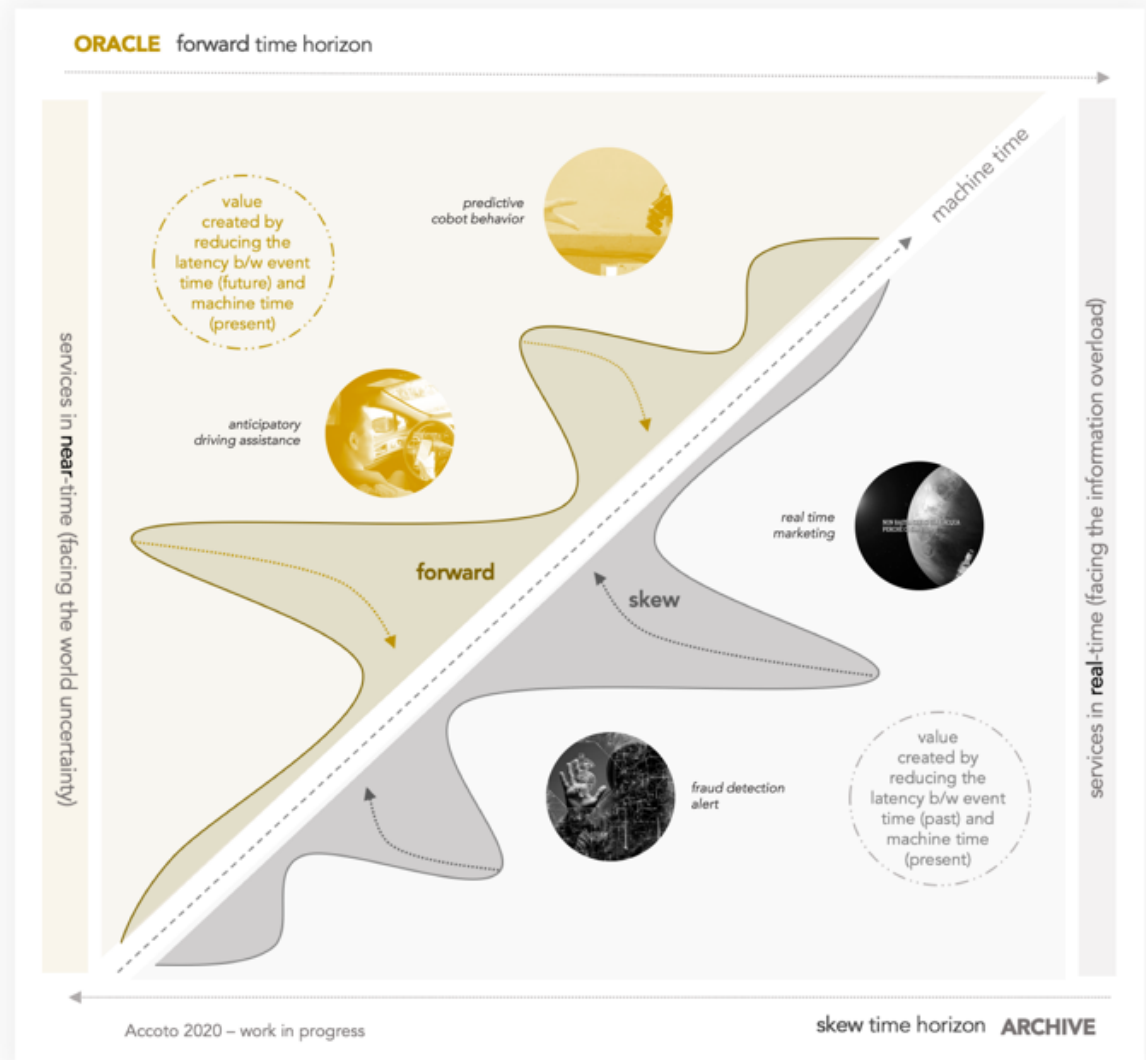 ORACLE forward time horizon
machine time
predictive
cobot behavior
value
created by
reducing the
latency b/w event
time (future) and
machine time
(present)
services in near-time (facing the world uncertainty)
services in real-time (facing the information overload)
anticipatory
driving assistance
real time
marketing
forward
skew
value
created by
reducing the
latency b/w event
time (past) and
machine time
(present)
fraud detection
alert
skew time horizon ARCHIVE
Accoto 2020 – work in progress